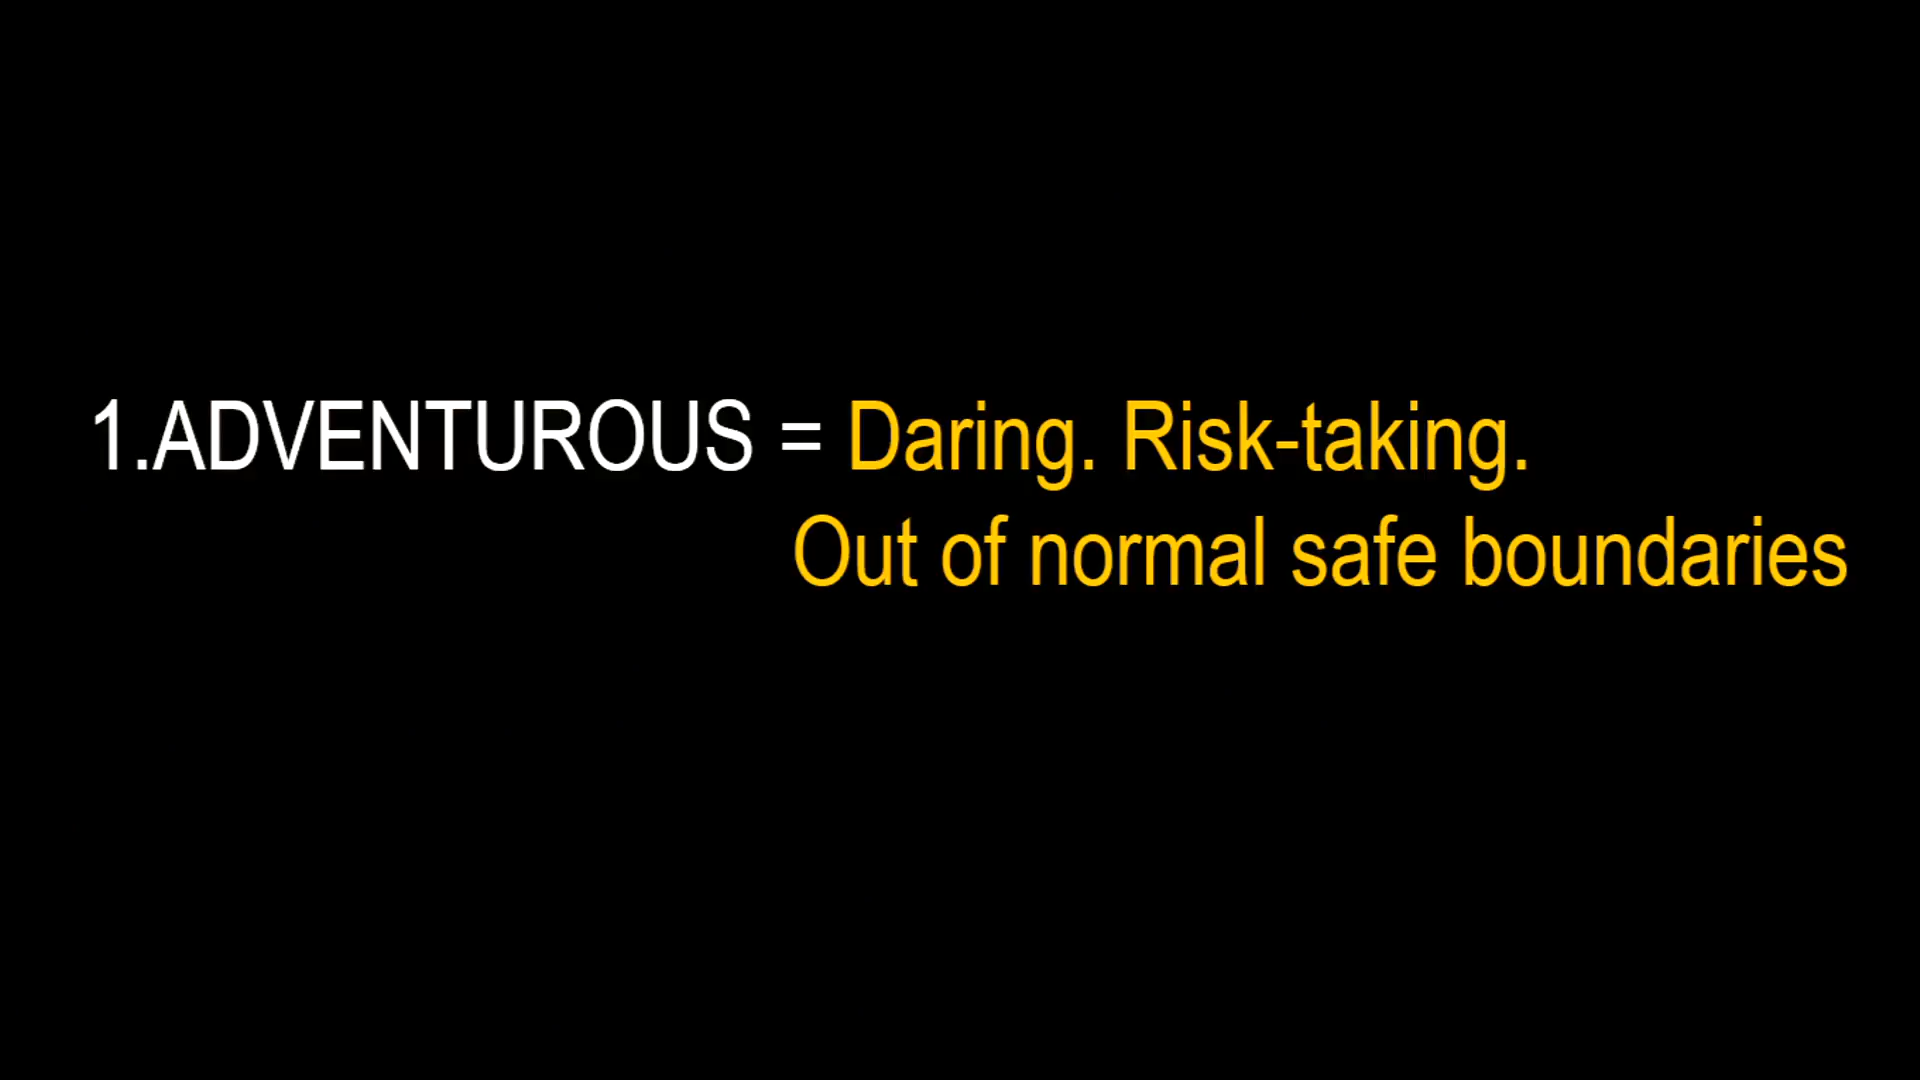 1.ADVENTUROUS = Daring. Risk-taking.
Out of normal safe boundaries